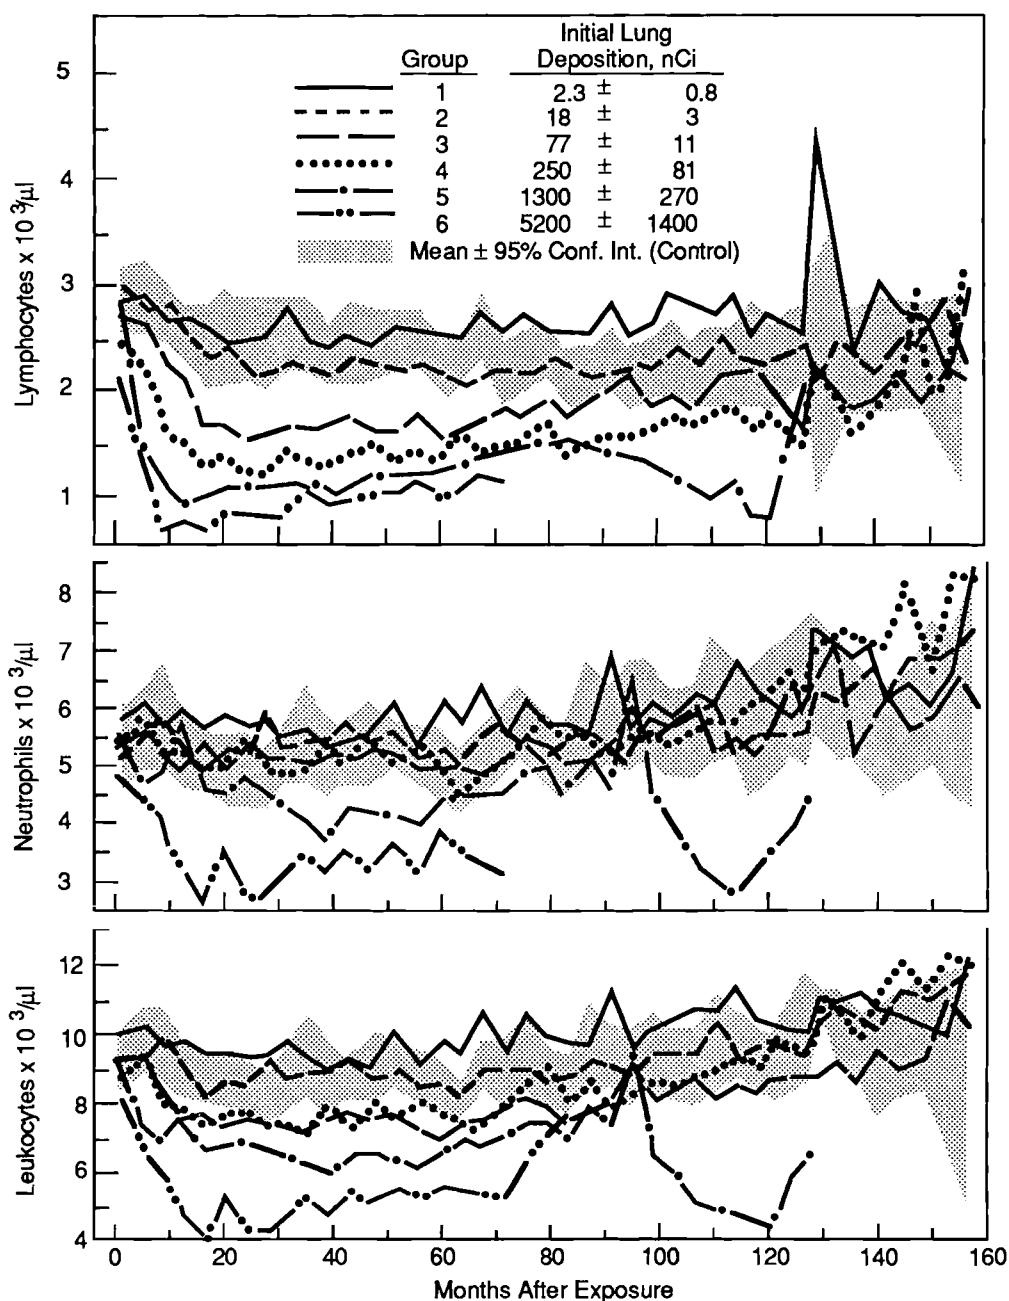 Initial Lung
Group Deposition, nCi
1 2.3 ± 0.8
2 18 ± 3
3 77 ± 11
4 250 ± 81
5 1300 ± 270
6 5200 ± 1400
Mean ± 95% Conf. Int. (Control)
Lymphocytes x 10 3/µl
5
4
3
2
1
Neutrophils x 10 3/µl
8
7
6
5
4
3
Leukocytes x 10 3/µl
12
10
8
6
4
0 20 40 60 80 100 120 140 160
Months After Exposure